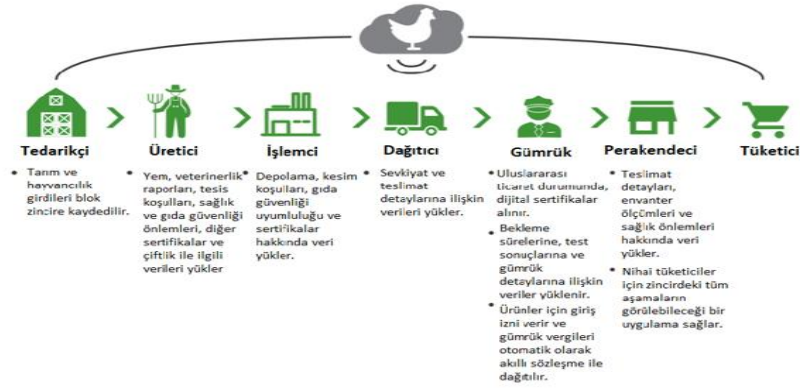 Tedarikçi
• Tarım ve
hayvancılık
girdileri blok
zincire kaydedilir.
Üretici
• Yem, veterinerlik
raporları, tesis
koşulları, sağlık
ve gıda güvenliği
önlemleri, diğer
sertifikalar ve
çiftlik ile ilgili
verileri yükler
İşlemci
• Depolama, kesim
koşulları, gıda
güvenliği
uyumluluğu ve
sertifikalar
hakkında veri
yükler.
Dağıtıcı
• Sevkiyat ve
teslimat
detaylarına ilişkin
verileri yükler.
Gümrük
• Uluslararası
ticaret durumunda,
dijital sertifikalar
alınır.
• Bekleme
sürelerine, test
sonuçlarına ve
gümrük
detaylarına ilişkin
veriler yüklenir.
• Ürünler için giriş
izni verir ve
gümrük vergileri
otomatik olarak
akıllı sözleşme ile
dağıtılır.
Perakendeci
• Teslimat
detayları,
envanter
ölçümleri ve
sağlık önlemleri
hakkında veri
yükler.
• Nihai tüketiciler
için zincirdeki tüm
aşamaların
görülebileceği bir
uygulama sağlar.
Tüketici